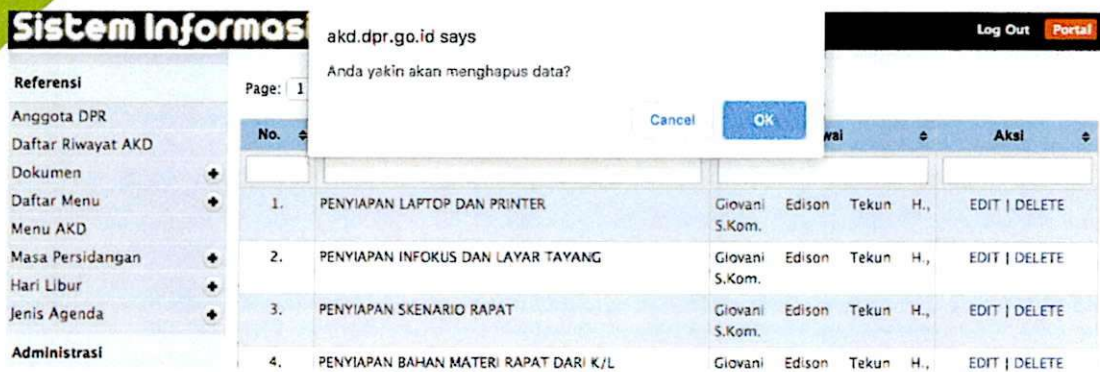 Sistem Informasi
Log Out Portal
akd.dpr.go.id says
Anda yakin akan menghapus data?
Cancel OK
Referensi
Anggota DPR
Daftar Riwayat AKD
Dokumen
Daftar Menu
Menu AKD
Masa Persidangan
Hari Libur
Jenis Agenda
Administrasi
Page: 1
No. wai Aksi
1. PENYIAPAN LAPTOP DAN PRINTER Giovani Edison Tekun H., EDIT | DELETE
S.Kom.
2. PENYIAPAN INFOKUS DAN LAYAR TAYANG Giovani Edison Tekun H., EDIT | DELETE
S.Kom.
3. PENYIAPAN SKENARIO RAPAT Giovani Edison Tekun H., EDIT | DELETE
S.Kom.
4. PENYIAPAN BAHAN MATERI RAPAT DARI K/L Giovani Edison Tekun H., EDIT | DELETE